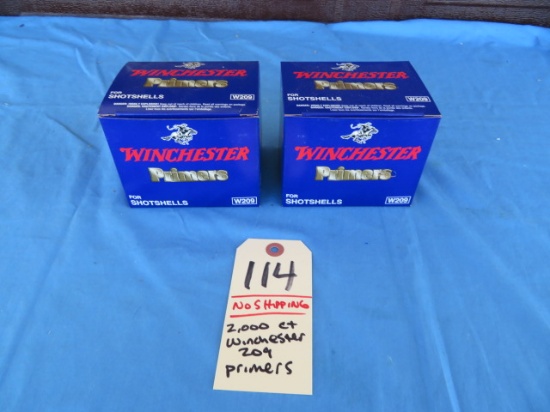 WINCHESTER
Primers
FOR
SHOTSHELLS
W209
WINCHESTER
Primers
FOR
SHOTSHELLS
W209
WINCHESTER
Primers
FOR
SHOTSHELLS
W209
WINCHESTER
Primers
FOR
SHOTSHELLS
W209
114
NO SHIPPING
2,000 ct
Winchester
209
primers